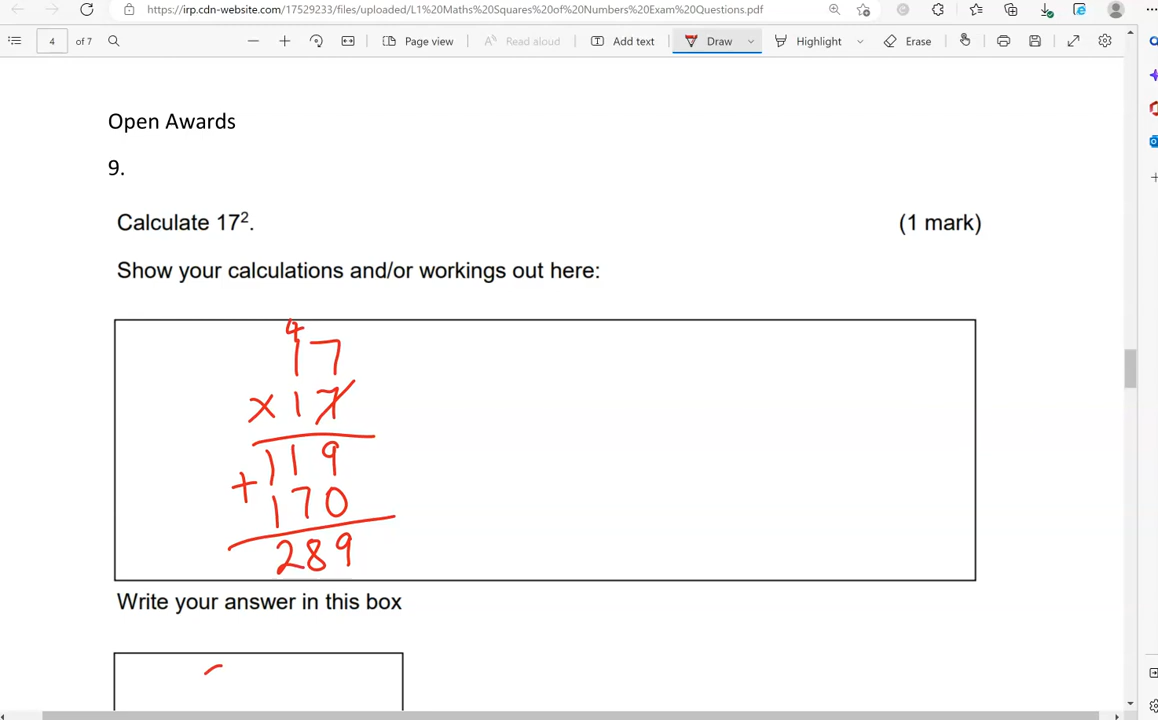 https://irp.cdn-website.com/17529233/files/uploaded/L1%20Maths%20Squares%20of%20Numbers%20Exam%20Questions.pdf
4 of 7 Page view Read aloud Add text Draw Highlight Erase
Open Awards
9.
Calculate 17². (1 mark)
Show your calculations and/or workings out here:
4
17
x 17
119
+ 170
289
Write your answer in this box